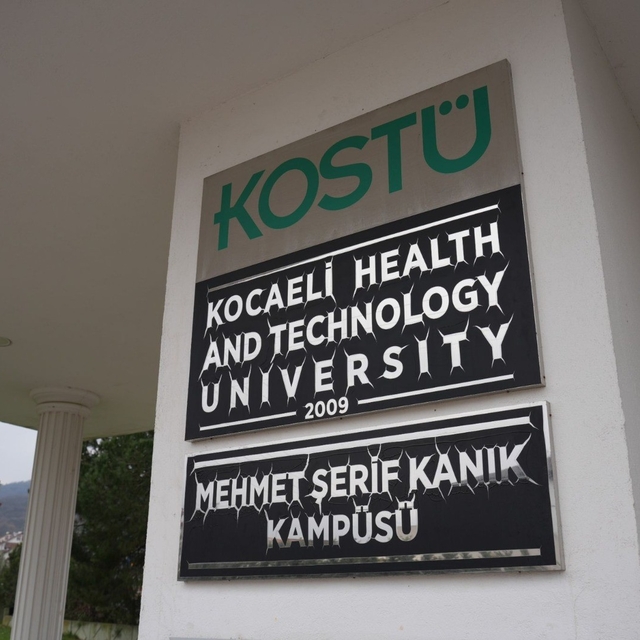 KOSTÜ
KOCAELİ HEALTH
AND TECHNOLOGY
UNIVERSITY
2009
MEHMET ŞERİF KANIK
KAMPÜSÜ